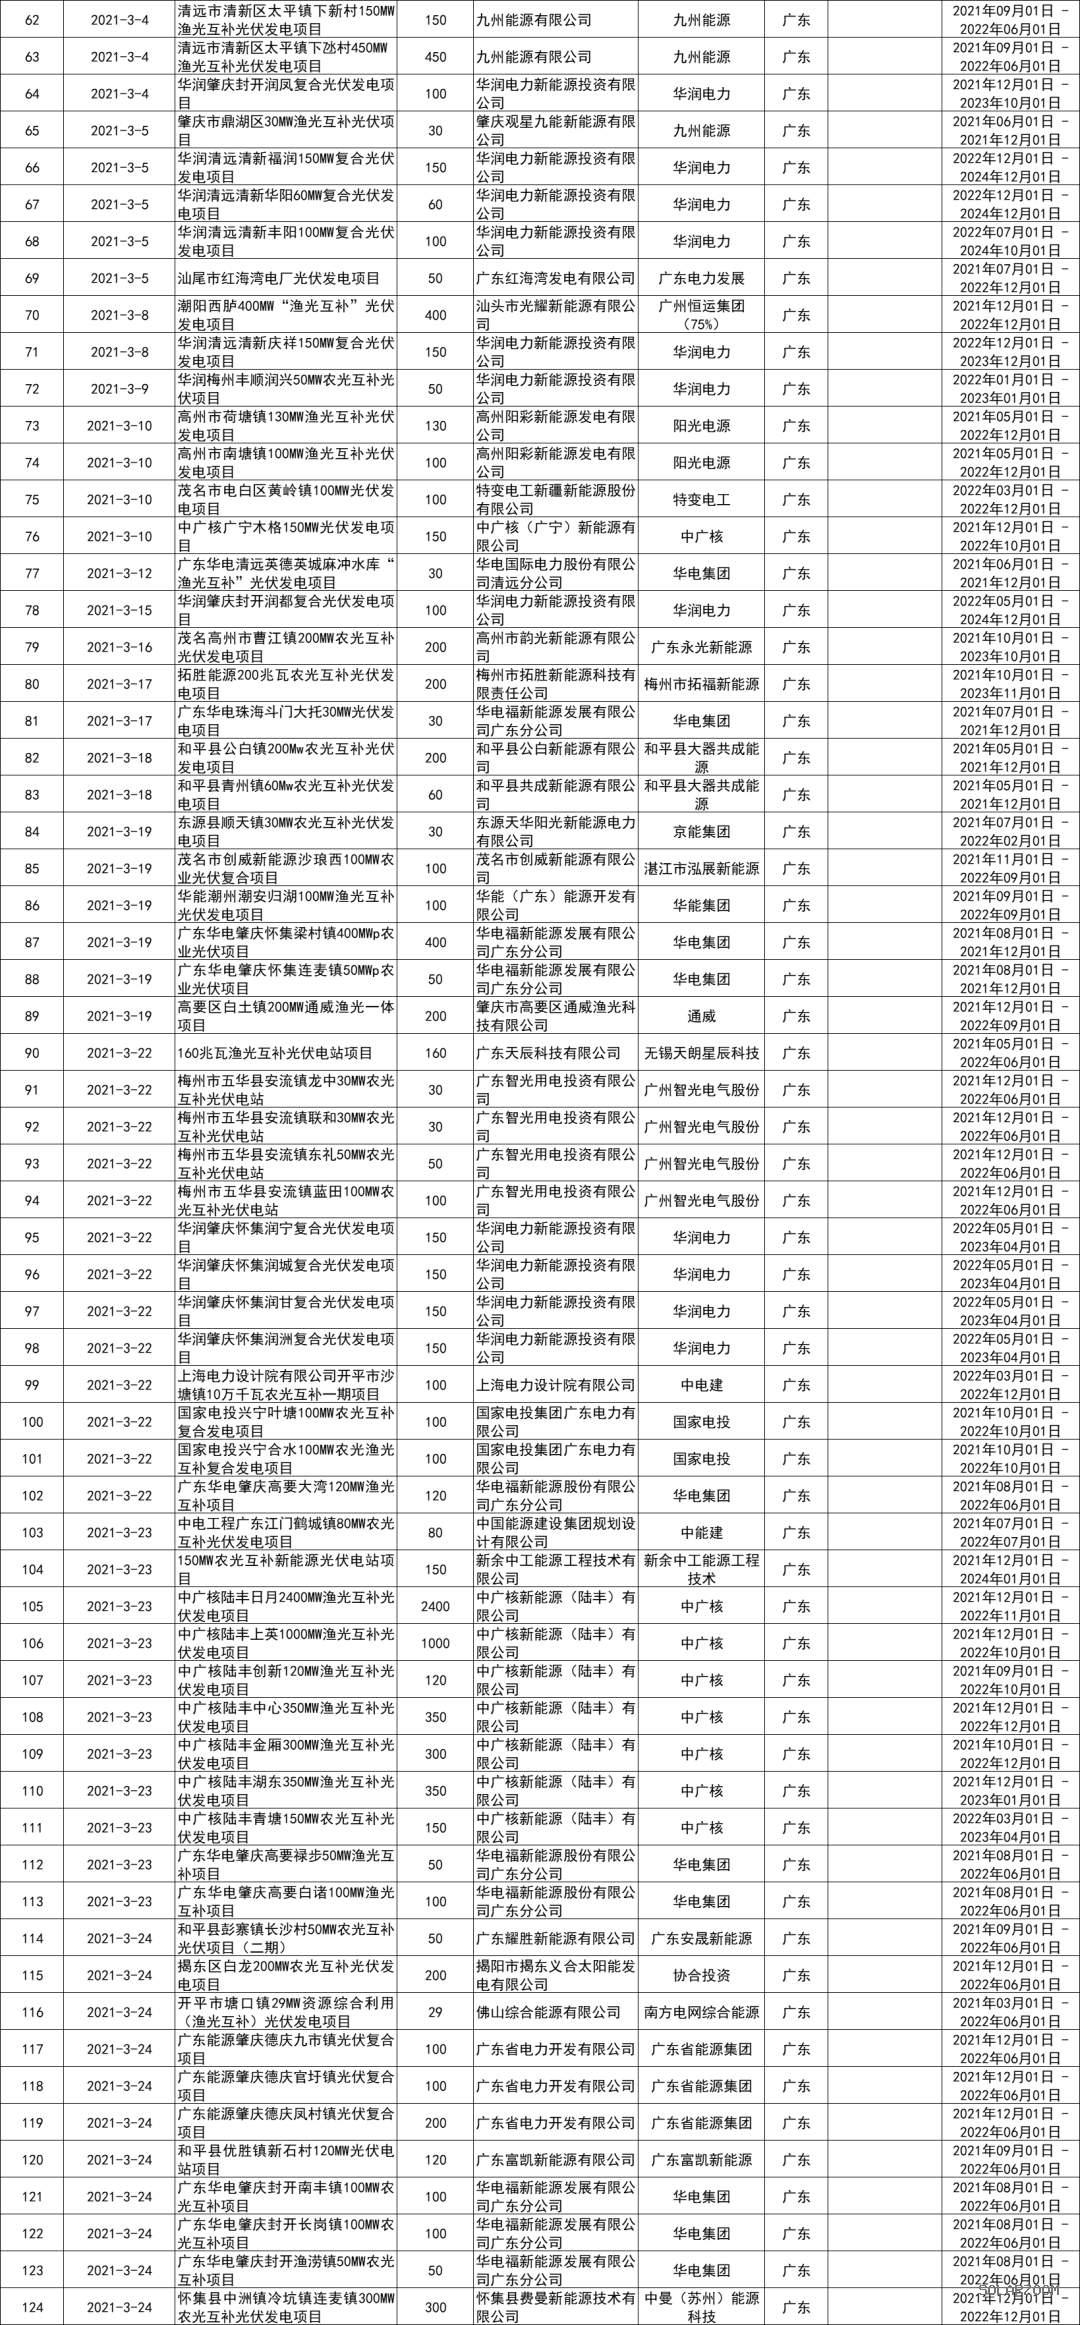 62 2021-3-4 清远市清新区太平镇下新村150MW 150 九州能源有限公司 九州能源 广东 2021年09月01日 -
渔光互补光伏发电项目 2022年06月01日
63 2021-3-4 清远市清新区太平镇下氹村450MW 450 九州能源有限公司 九州能源 广东 2021年09月01日 -
渔光互补光伏发电项目 2022年06月01日
64 2021-3-4 华润肇庆封开润凤复合光伏发电项 100 华润电力新能源投资有限 华润电力 广东 2021年12月01日 -
目 公司 2023年10月01日
65 2021-3-5 肇庆市鼎湖区30MW渔光互补光伏项 30 肇庆观星九能新能源有限 九州能源 广东 2021年06月01日 -
目 公司 2021年12月01日
66 2021-3-5 华润清远清新福润150MW复合光伏 150 华润电力新能源投资有限 华润电力 广东 2022年12月01日 -
发电项目 公司 2024年12月01日
67 2021-3-5 华润清远清新华阳60MW复合光伏发 60 华润电力新能源投资有限 华润电力 广东 2022年12月01日 -
电项目 公司 2024年12月01日
68 2021-3-5 华润清远清新丰阳100MW复合光伏 100 华润电力新能源投资有限 华润电力 广东 2022年07月01日 -
发电项目 公司 2024年10月01日
69 2021-3-5 汕尾市红海湾电厂光伏发电项目 50 广东红海湾发电有限公司 广东电力发展 广东 2021年07月01日 -
2022年12月01日
70 2021-3-8 潮阳西胪400MW“渔光互补”光伏 400 汕头市光耀新能源有限公 广州恒运集团 广东 2021年12月01日 -
发电项目 司 （75%） 2022年12月01日
71 2021-3-8 华润清远清新庆祥150MW复合光伏 150 华润电力新能源投资有限 华润电力 广东 2022年12月01日 -
发电项目 公司 2023年12月01日
72 2021-3-9 华润梅州丰顺润兴50MW农光互补光 50 华润电力新能源投资有限 华润电力 广东 2022年01月01日 -
伏项目 公司 2023年01月01日
73 2021-3-10 高州市荷塘镇130MW渔光互补光伏 130 高州阳彩新能源发电有限 阳光电源 广东 2021年05月01日 -
发电项目 公司 2022年12月01日
74 2021-3-10 高州市南塘镇100MW渔光互补光伏 100 高州阳彩新能源发电有限 阳光电源 广东 2021年05月01日 -
发电项目 公司 2022年12月01日
75 2021-3-10 茂名市电白区黄岭镇100MW光伏发 100 特变电工新疆新能源股份 特变电工 广东 2022年03月01日 -
电项目 有限公司 2022年12月01日
76 2021-3-10 中广核广宁木格150MW光伏发电项 150 中广核（广宁）新能源有 中广核 广东 2021年12月01日 -
目 限公司 2022年10月01日
77 2021-3-12 广东华电清远英德英城麻冲水库“ 30 华电国际电力股份有限公 华电集团 广东 2021年06月01日 -
渔光互补”光伏发电项目 司清远分公司 2021年12月01日
78 2021-3-15 华润肇庆封开润都复合光伏发电项 100 华润电力新能源投资有限 华润电力 广东 2022年05月01日 -
目 公司 2024年12月01日
79 2021-3-16 茂名高州市曹江镇200MW农光互补 200 高州市韵光新能源有限公 广东永光新能源 广东 2021年10月01日 -
光伏发电项目 司 2023年10月01日
80 2021-3-17 拓胜能源200兆瓦农光互补光伏发 200 梅州市拓胜新能源科技有 梅州市拓福新能源 广东 2021年10月01日 -
电项目 限责任公司 2023年11月01日
81 2021-3-17 广东华电珠海斗门大托30MW光伏发 30 华电福新能源发展有限公 华电集团 广东 2021年07月01日 -
电项目 司广东分公司 2021年12月01日
82 2021-3-18 和平县公白镇200Mw农光互补光伏 200 和平县公白新能源有限公 和平县大器共成能 广东 2021年05月01日 -
发电项目 司 源 2021年12月01日
83 2021-3-18 和平县青州镇60Mw农光互补光伏发 60 和平县共成新能源有限公 和平县大器共成能 广东 2021年05月01日 -
电项目 司 源 2021年12月01日
84 2021-3-19 东源县顺天镇30MW农光互补光伏发 30 东源天华阳光新能源电力 京能集团 广东 2021年07月01日 -
电项目 有限公司 2022年02月01日
85 2021-3-19 茂名市创威新能源沙琅西100MW农 100 茂名市创威新能源有限公 湛江市泓展新能源 广东 2021年11月01日 -
业光伏复合项目 司 2022年09月01日
86 2021-3-19 华能潮州潮安归湖100MW渔光互补 100 华能（广东）能源开发有 华能集团 广东 2021年09月01日 -
光伏发电项目 限公司 2022年09月01日
87 2021-3-19 广东华电肇庆怀集梁村镇400MWp农 400 华电福新能源发展有限公 华电集团 广东 2021年08月01日 -
业光伏项目 司广东分公司 2021年12月01日
88 2021-3-19 广东华电肇庆怀集连麦镇50MWp农 50 华电福新能源发展有限公 华电集团 广东 2021年08月01日 -
业光伏项目 司广东分公司 2021年12月01日
89 2021-3-19 高要区白土镇200MW通威渔光一体 200 肇庆市高要区通威渔光科 通威 广东 2021年12月01日 -
项目 技有限公司 2022年09月01日
90 2021-3-22 160兆瓦渔光互补光伏电站项目 160 广东天辰科技有限公司 无锡天朗星辰科技 广东 2021年05月01日 -
2022年06月01日
91 2021-3-22 梅州市五华县安流镇龙中30MW农光 30 广东智光用电投资有限公 广州智光电气股份 广东 2021年12月01日 -
互补光伏电站 司 2022年06月01日
92 2021-3-22 梅州市五华县安流镇联和30MW农光 30 广东智光用电投资有限公 广州智光电气股份 广东 2021年12月01日 -
互补光伏电站 司 2022年06月01日
93 2021-3-22 梅州市五华县安流镇东礼50MW农光 50 广东智光用电投资有限公 广州智光电气股份 广东 2021年12月01日 -
互补光伏电站 司 2022年06月01日
94 2021-3-22 梅州市五华县安流镇蓝田100MW农 100 广东智光用电投资有限公 广州智光电气股份 广东 2021年12月01日 -
光互补光伏电站 司 2022年06月01日
95 2021-3-22 华润肇庆怀集润宁复合光伏发电项 150 华润电力新能源投资有限 华润电力 广东 2022年05月01日 -
目 公司 2023年04月01日
96 2021-3-22 华润肇庆怀集润城复合光伏发电项 150 华润电力新能源投资有限 华润电力 广东 2022年05月01日 -
目 公司 2023年04月01日
97 2021-3-22 华润肇庆怀集润甘复合光伏发电项 150 华润电力新能源投资有限 华润电力 广东 2022年05月01日 -
目 公司 2023年04月01日
98 2021-3-22 华润肇庆怀集润洲复合光伏发电项 150 华润电力新能源投资有限 华润电力 广东 2022年05月01日 -
目 公司 2023年04月01日
99 2021-3-22 上海电力设计院有限公司开平市沙 100 上海电力设计院有限公司 中电建 广东 2022年03月01日 -
塘镇10万千瓦农光互补一期项目 2022年12月01日
100 2021-3-22 国家电投兴宁叶塘100MW农光互补 100 国家电投集团广东电力有 国家电投 广东 2021年10月01日 -
复合发电项目 限公司 2022年10月01日
101 2021-3-22 国家电投兴宁合水100MW农光渔光 100 国家电投集团广东电力有 国家电投 广东 2021年10月01日 -
互补复合发电项目 限公司 2022年10月01日
102 2021-3-22 广东华电肇庆高要大湾120MW渔光 120 华电福新能源股份有限公 华电集团 广东 2021年08月01日 -
互补项目 司广东分公司 2022年06月01日
103 2021-3-23 中电工程广东江门鹤城镇80MW农光 80 中国能源建设集团规划设 中能建 广东 2021年07月01日 -
互补光伏发电项目 计有限公司 2022年07月01日
104 2021-3-23 150MW农光互补新能源光伏电站项 150 新余中工能源工程技术有 新余中工能源工程 广东 2021年12月01日 -
目 限公司 技术 2024年01月01日
105 2021-3-23 中广核陆丰日月2400MW渔光互补光 2400 中广核新能源（陆丰）有 中广核 广东 2021年12月01日 -
伏发电项目 限公司 2022年11月01日
106 2021-3-23 中广核陆丰上英1000MW渔光互补光 1000 中广核新能源（陆丰）有 中广核 广东 2021年12月01日 -
伏发电项目 限公司 2022年10月01日
107 2021-3-23 中广核陆丰创新120MW渔光互补光 120 中广核新能源（陆丰）有 中广核 广东 2021年09月01日 -
伏发电项目 限公司 2022年10月01日
108 2021-3-23 中广核陆丰中心350MW渔光互补光 350 中广核新能源（陆丰）有 中广核 广东 2021年12月01日 -
伏发电项目 限公司 2022年12月01日
109 2021-3-23 中广核陆丰金厢300MW渔光互补光 300 中广核新能源（陆丰）有 中广核 广东 2021年10月01日 -
伏发电项目 限公司 2022年12月01日
110 2021-3-23 中广核陆丰湖东350MW渔光互补光 350 中广核新能源（陆丰）有 中广核 广东 2021年12月01日 -
伏发电项目 限公司 2023年01月01日
111 2021-3-23 中广核陆丰青塘150MW农光互补光 150 中广核新能源（陆丰）有 中广核 广东 2022年03月01日 -
伏发电项目 限公司 2023年04月01日
112 2021-3-23 广东华电肇庆高要禄步50MW渔光互 50 华电福新能源股份有限公 华电集团 广东 2021年08月01日 -
补项目 司广东分公司 2022年06月01日
113 2021-3-23 广东华电肇庆高要白诸100MW渔光 100 华电福新能源股份有限公 华电集团 广东 2021年08月01日 -
互补项目 司广东分公司 2022年06月01日
114 2021-3-24 和平县彭寨镇长沙村50MW农光互补 50 广东耀胜新能源有限公司 广东安晟新能源 广东 2021年09月01日 -
光伏项目（二期） 2022年06月01日
115 2021-3-24 揭东区白龙200MW农光互补光伏发 200 揭阳市揭东义合太阳能发 协合投资 广东 2021年12月01日 -
电项目 电有限公司 2022年06月01日
116 2021-3-24 开平市塘口镇29MW资源综合利用 29 佛山综合能源有限公司 南方电网综合能源 广东 2021年03月01日 -
（渔光互补）光伏发电项目 2022年06月01日
117 2021-3-24 广东能源肇庆德庆九市镇光伏复合 100 广东省电力开发有限公司 广东省能源集团 广东 2021年12月01日 -
项目 2022年06月01日
118 2021-3-24 广东能源肇庆德庆官圩镇光伏复合 100 广东省电力开发有限公司 广东省能源集团 广东 2021年12月01日 -
项目 2022年06月01日
119 2021-3-24 广东能源肇庆德庆凤村镇光伏复合 200 广东省电力开发有限公司 广东省能源集团 广东 2021年12月01日 -
项目 2022年06月01日
120 2021-3-24 和平县优胜镇新石村120MW光伏电 120 广东富凯新能源有限公司 广东富凯新能源 广东 2021年09月01日 -
站项目 2022年06月01日
121 2021-3-24 广东华电肇庆封开南丰镇100MW农 100 华电福新能源发展有限公 华电集团 广东 2021年08月01日 -
光互补项目 司广东分公司 2022年06月01日
122 2021-3-24 广东华电肇庆封开长岗镇100MW农 100 华电福新能源发展有限公 华电集团 广东 2021年08月01日 -
光互补项目 司广东分公司 2022年06月01日
123 2021-3-24 广东华电肇庆封开渔涝镇50MW农光 50 华电福新能源发展有限公 华电集团 广东 2021年08月01日 -
互补项目 司广东分公司 2022年06月01日
SOLARZOOM
124 2021-3-24 怀集县中洲镇冷坑镇连麦镇300MW 300 怀集县费曼新能源技术有 中曼（苏州）能源 广东 2021年12月01日 -
农光互补光伏发电项目 限公司 科技 2022年12月01日